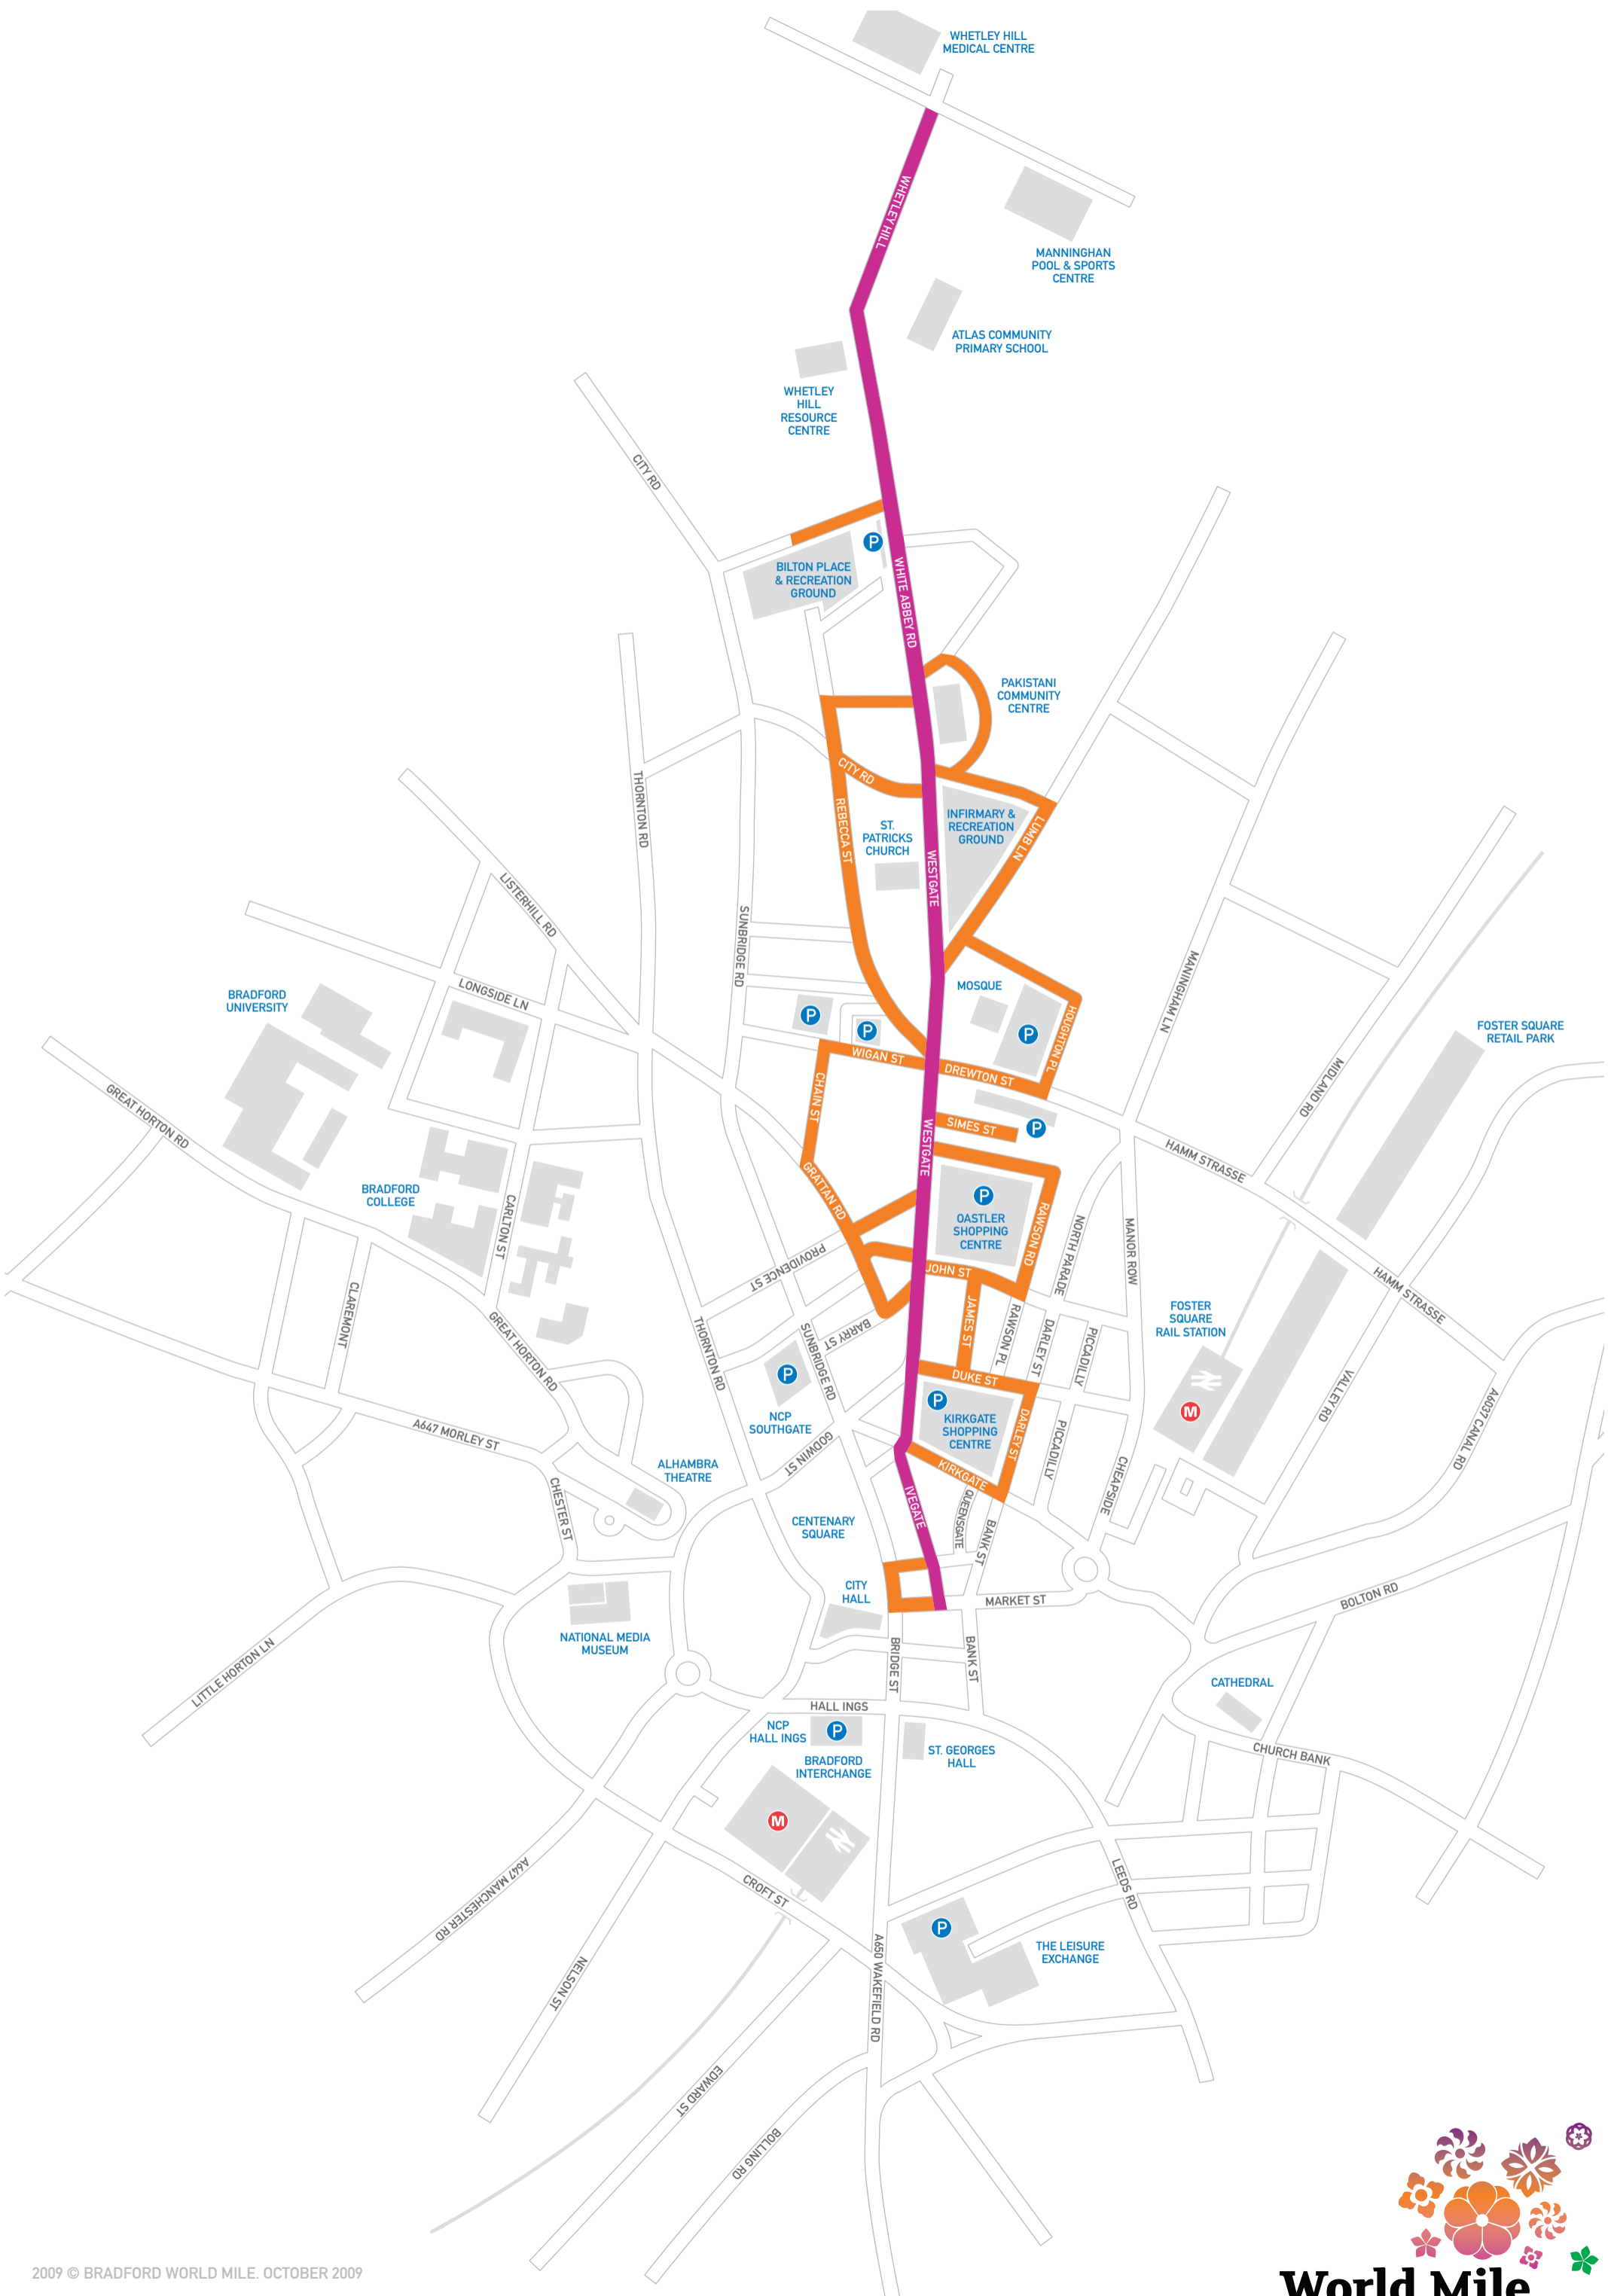 WHETLEY HILL
MEDICAL CENTRE
WHETLEY HILL
MANNINGHAN
POOL & SPORTS
CENTRE
ATLAS COMMUNITY
PRIMARY SCHOOL
WHETLEY
HILL
RESOURCE
CENTRE
CITY RD
P
BILTON PLACE
& RECREATION
GROUND
WHITE ABBEY RD
PAKISTANI
COMMUNITY
CENTRE
CITY RD
THORNTON RD
REBECCA ST
ST.
PATRICKS
CHURCH
INFIRMARY &
RECREATION
GROUND
LUMB LN
WESTGATE
LISTERHILL RD
SUNBRIDGE RD
LONGSIDE LN
MANINGHAM LN
BRADFORD
UNIVERSITY
MOSQUE
P
P
P
HOUGHTON PL
FOSTER SQUARE
RETAIL PARK
WIGAN ST
DREWTON ST
CHAIN ST
MIDLAND RD
GREAT HORTON RD
SIMES ST
P
WESTGATE
HAMM STRASSE
BRADFORD
COLLEGE
GRATTAN RD
P
OASTLER
SHOPPING
CENTRE
RAWSON RD
CARLTON ST
NORTH PARADE
MANOR ROW
PROVIDENCE ST
JOHN ST
HAMM STRASSE
CLAREMONT
GREAT HORTON RD
JAMES ST
RAWSON PL
DARLEY ST
PICCADILLY
FOSTER
SQUARE
RAIL STATION
BARRY ST
SUNBRIDGE RD
THORNTON RD
P
NCP
SOUTHGATE
DUKE ST
P
KIRKGATE
SHOPPING
CENTRE
DARLEY ST
M
VALLEY RD
A6037 CANAL RD
A647 MORLEY ST
GODWIN ST
PICCADILLY
ALHAMBRA
THEATRE
KIRKGATE
CHEAPSIDE
CHESTER ST
IVEGATE
QUEENSGATE
BANK ST
CENTENARY
SQUARE
CITY
HALL
MARKET ST
BOLTON RD
NATIONAL MEDIA
MUSEUM
LITTLE HORTON LN
BRIDGE ST
BANK ST
CATHEDRAL
HALL INGS
NCP
HALL INGS
P
ST. GEORGES
HALL
CHURCH BANK
BRADFORD
INTERCHANGE
M
A647 MANCHESTER RD
CROFT ST
LEEDS RD
P
THE LEISURE
EXCHANGE
NELSON ST
A650 WAKEFIELD RD
EDWARD ST
BOLLING RD
2009 © BRADFORD WORLD MILE. OCTOBER 2009
World Mile